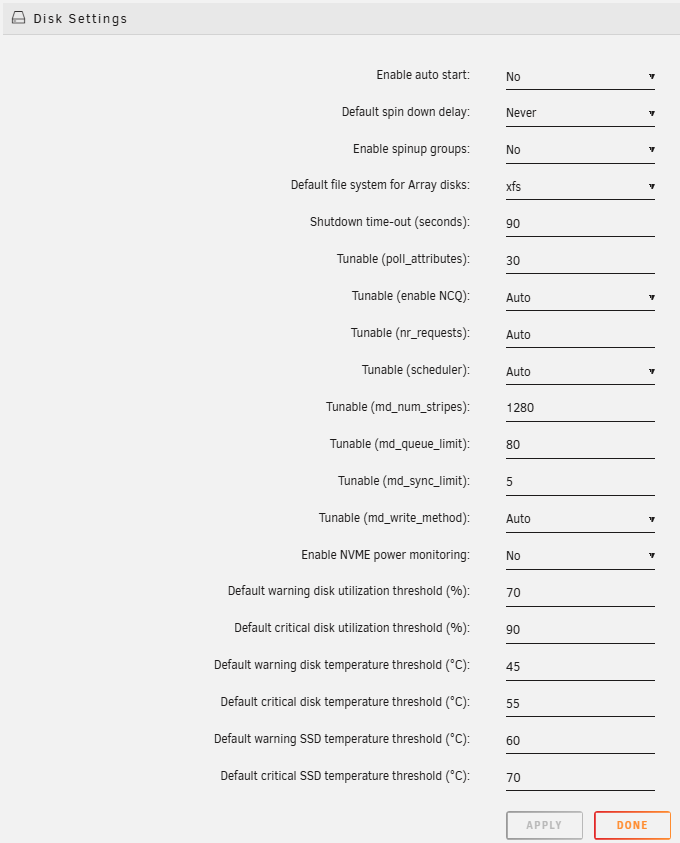 Disk Settings
Enable auto start: No
Default spin down delay: Never
Enable spinup groups: No
Default file system for Array disks: xfs
Shutdown time-out (seconds): 90
Tunable (poll_attributes): 30
Tunable (enable NCQ): Auto
Tunable (nr_requests): Auto
Tunable (scheduler): Auto
Tunable (md_num_stripes): 1280
Tunable (md_queue_limit): 80
Tunable (md_sync_limit): 5
Tunable (md_write_method): Auto
Enable NVME power monitoring: No
Default warning disk utilization threshold (%): 70
Default critical disk utilization threshold (%): 90
Default warning disk temperature threshold (°C): 45
Default critical disk temperature threshold (°C): 55
Default warning SSD temperature threshold (°C): 60
Default critical SSD temperature threshold (°C): 70
APPLY DONE